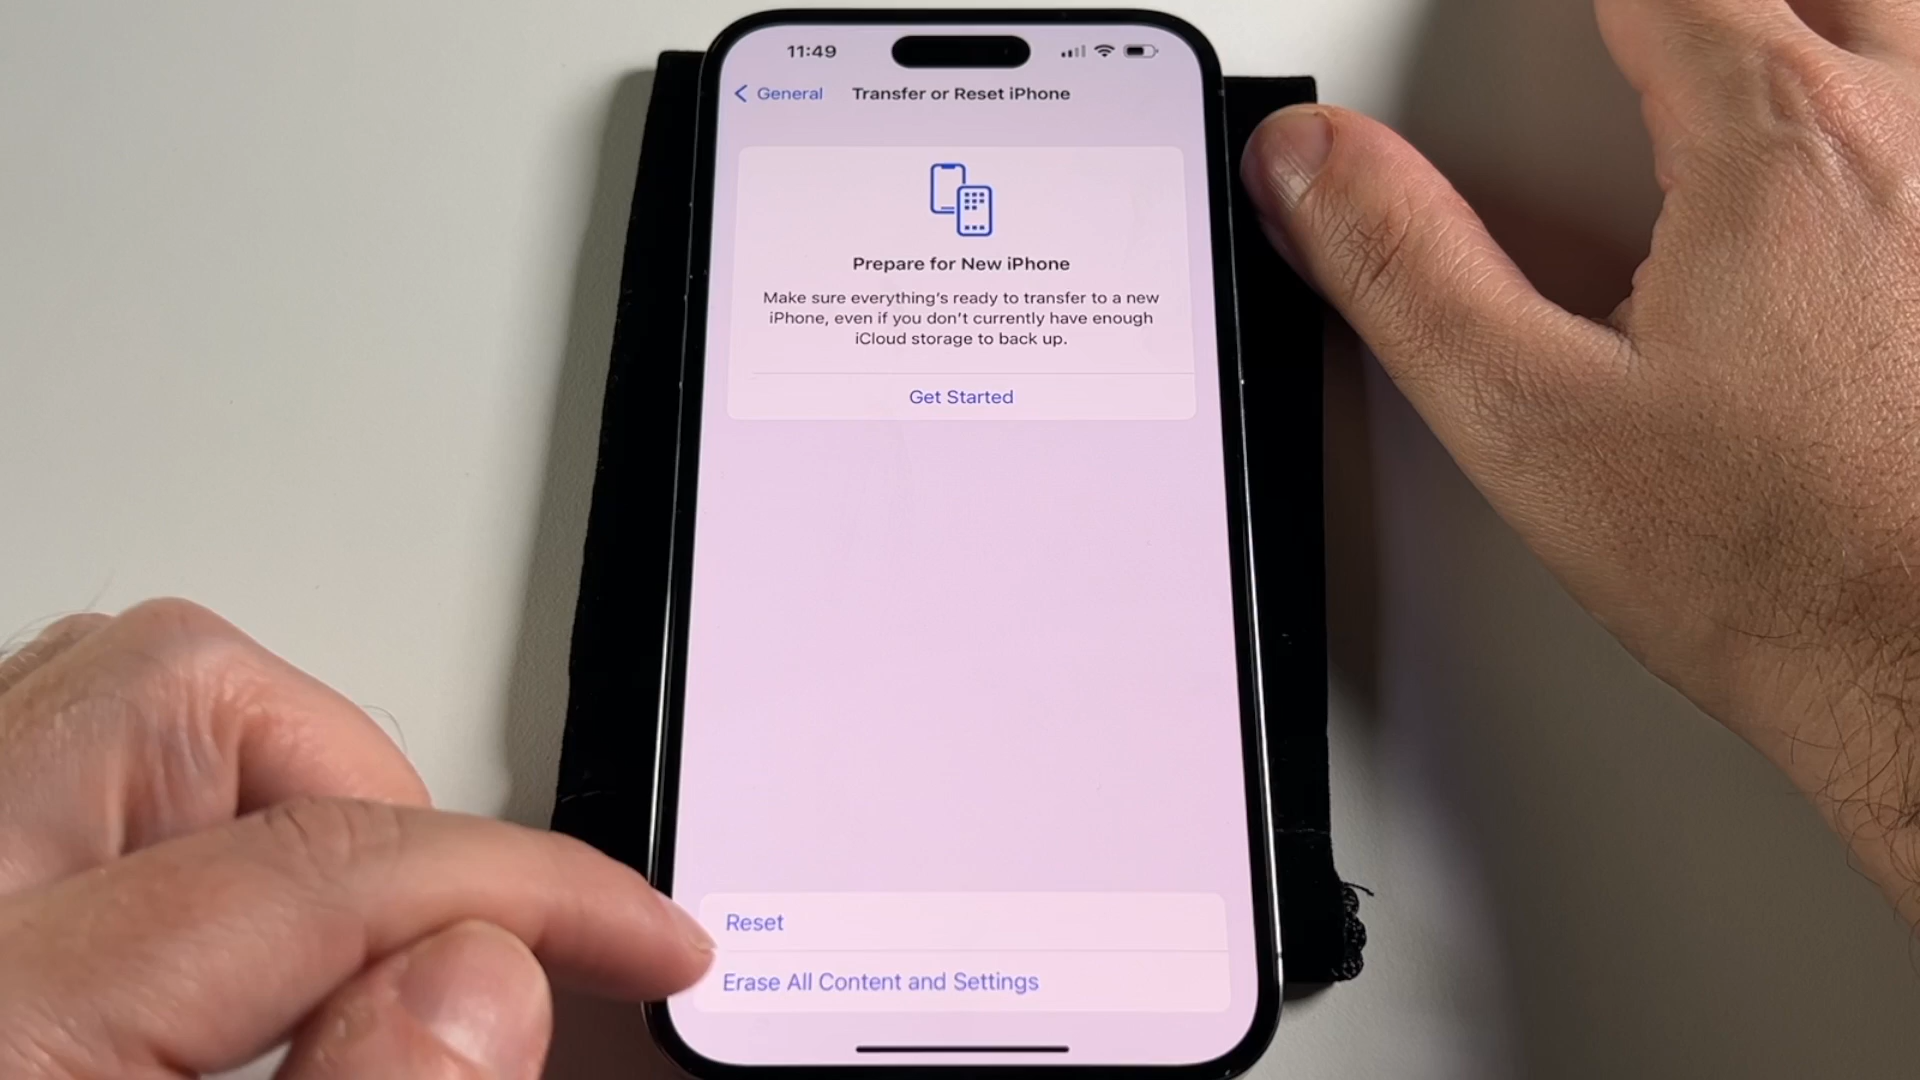 11:49
General Transfer or Reset iPhone
Prepare for New iPhone
Make sure everything's ready to transfer to a new
iPhone, even if you don't currently have enough
iCloud storage to back up.
Get Started
Reset
Erase All Content and Settings